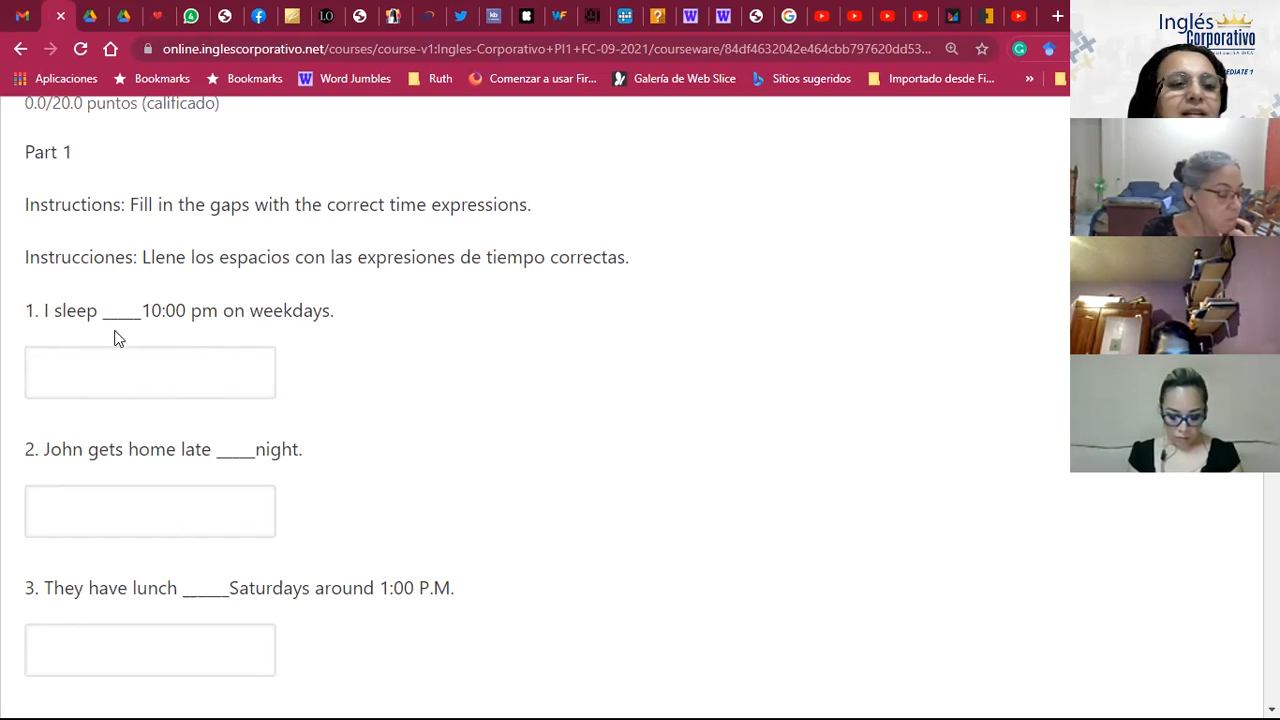 online.inglescorporativo.net/courses/course-v1:Ingles-Corporativo+PI1+FC-09-2021/courseware/84df4632042e464cbb797620dd53...
Aplicaciones Bookmarks Bookmarks Word Jumbles Ruth Comenzar a usar Fir... Galería de Web Slice Sitios sugeridos Importado desde Fi... »
Inglés
Corporativo
0.0/20.0 puntos (calificado)
Part 1
Instructions: Fill in the gaps with the correct time expressions.
Instrucciones: Llene los espacios con las expresiones de tiempo correctas.
1. I sleep _____10:00 pm on weekdays.
2. John gets home late _____night.
3. They have lunch ______Saturdays around 1:00 P.M.